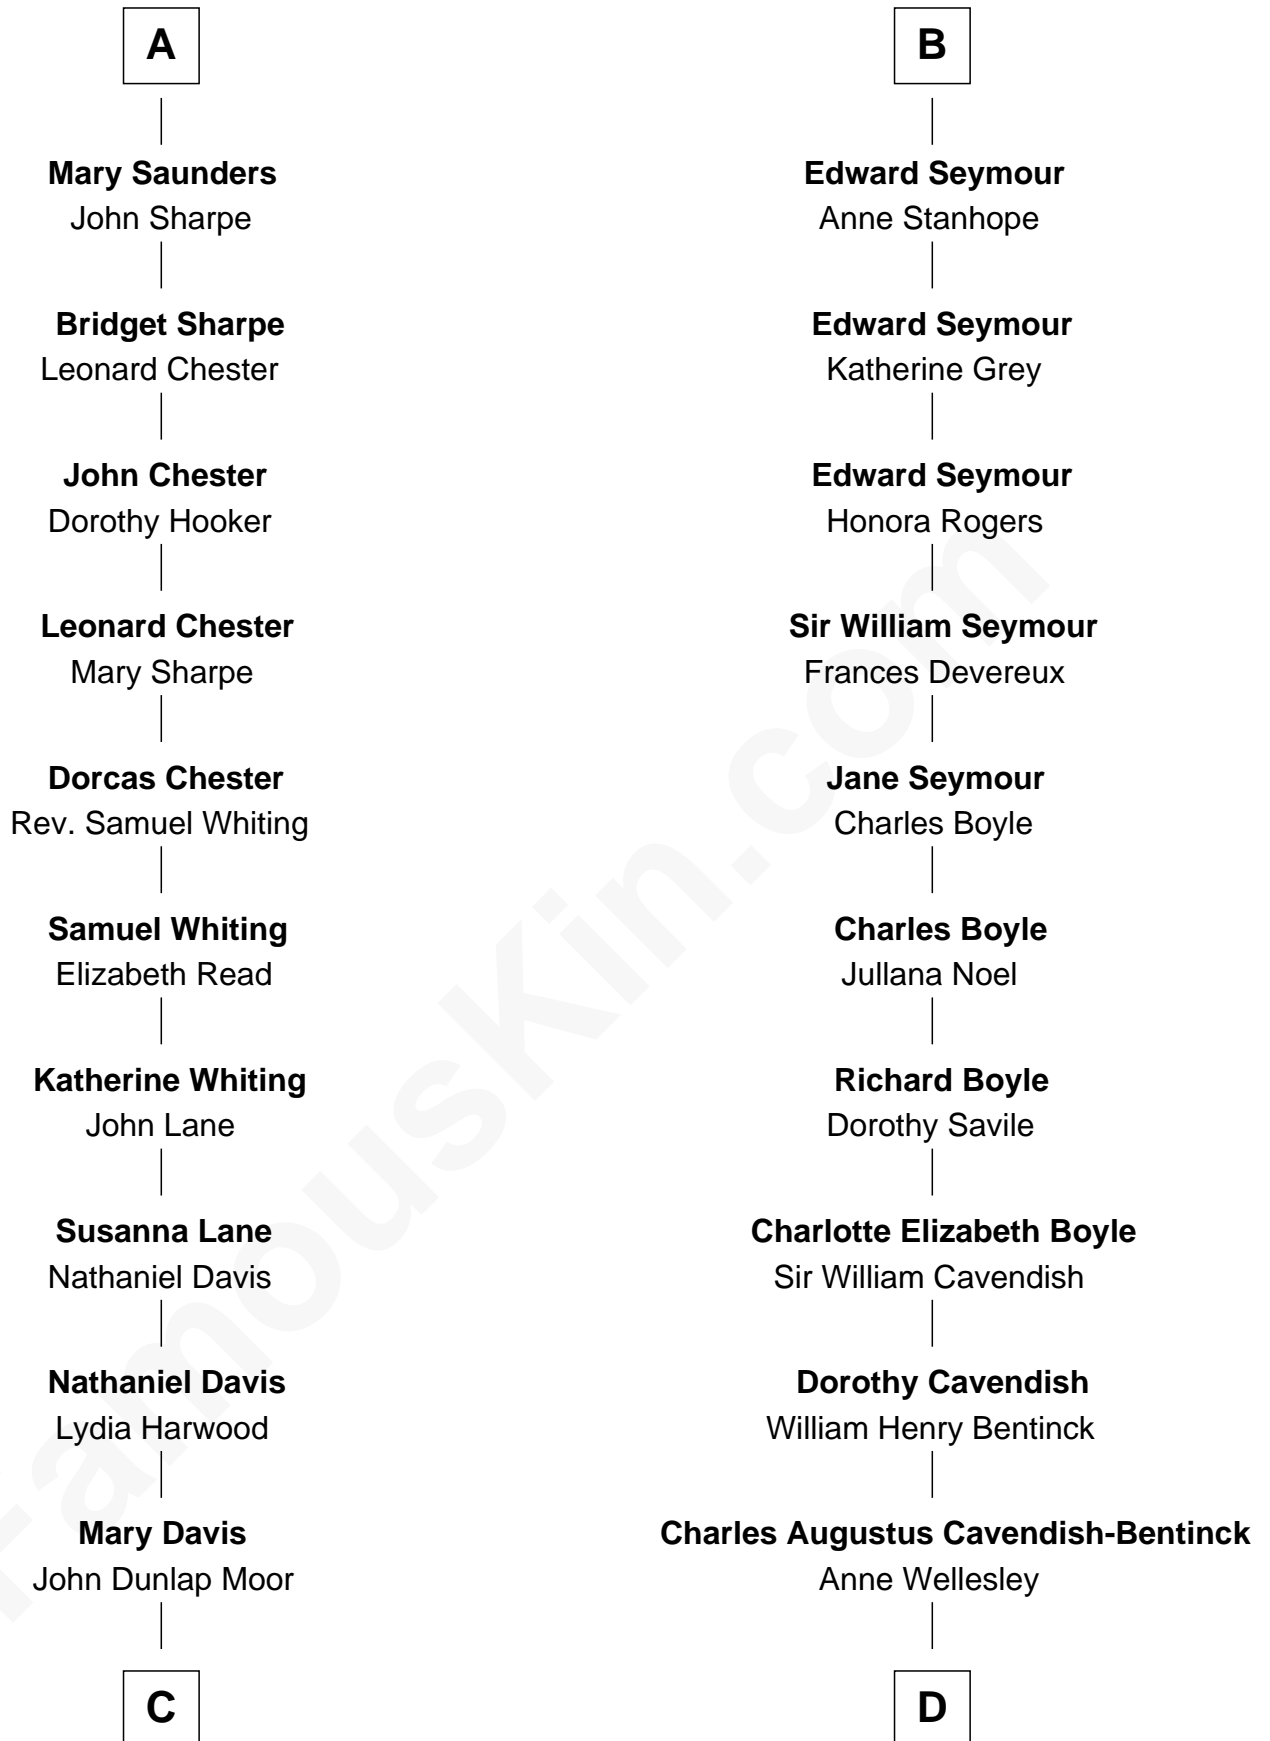 A
Mary Saunders
John Sharpe
Bridget Sharpe
Leonard Chester
John Chester
Dorothy Hooker
Leonard Chester
Mary Sharpe
Dorcas Chester
Rev. Samuel Whiting
Samuel Whiting
Elizabeth Read
Katherine Whiting
John Lane
Susanna Lane
Nathaniel Davis
Nathaniel Davis
Lydia Harwood
Mary Davis
John Dunlap Moor
C
B
Edward Seymour
Anne Stanhope
Edward Seymour
Katherine Grey
Edward Seymour
Honora Rogers
Sir William Seymour
Frances Devereux
Jane Seymour
Charles Boyle
Charles Boyle
Jullana Noel
Richard Boyle
Dorothy Savile
Charlotte Elizabeth Boyle
Sir William Cavendish
Dorothy Cavendish
William Henry Bentinck
Charles Augustus Cavendish-Bentinck
Anne Wellesley
D
FamousKin.com